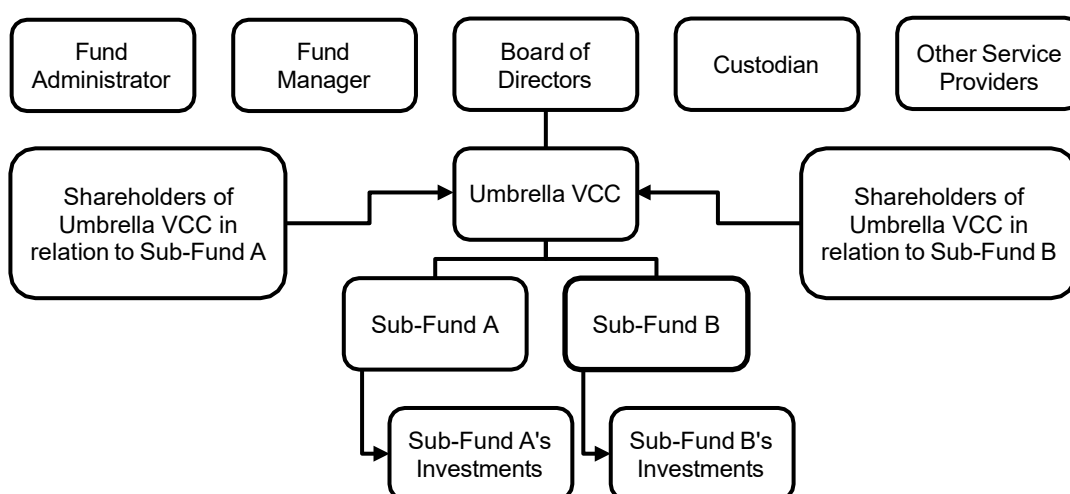 Fund
Administrator
Fund
Manager
Board of
Directors
Custodian
Other Service
Providers
Shareholders of
Umbrella VCC in
relation to Sub-Fund A
Umbrella VCC
Shareholders of
Umbrella VCC in
relation to Sub-Fund B
Sub-Fund A
Sub-Fund B
Sub-Fund A's
Investments
Sub-Fund B's
Investments